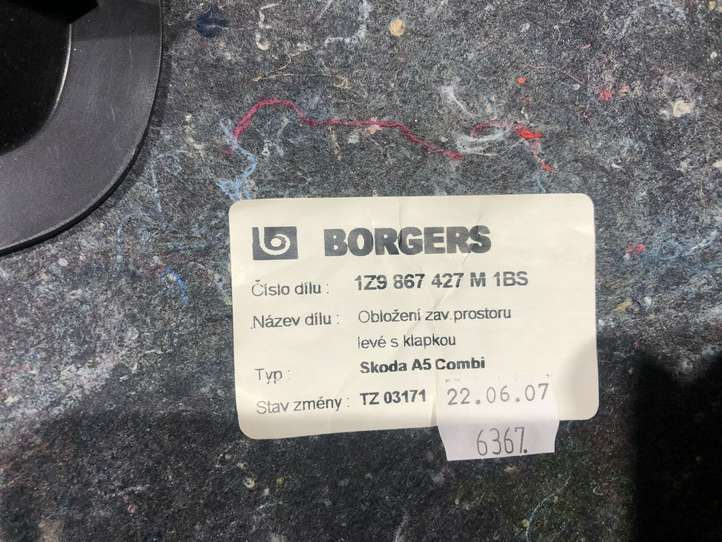 BORGERS
Číslo dílu : 1Z9 867 427 M 1BS
Název dílu : Obložení zav.prostoru
levé s klapkou
Typ : Skoda A5 Combi
Stav změny : TZ 03171 22.06.07
6367.